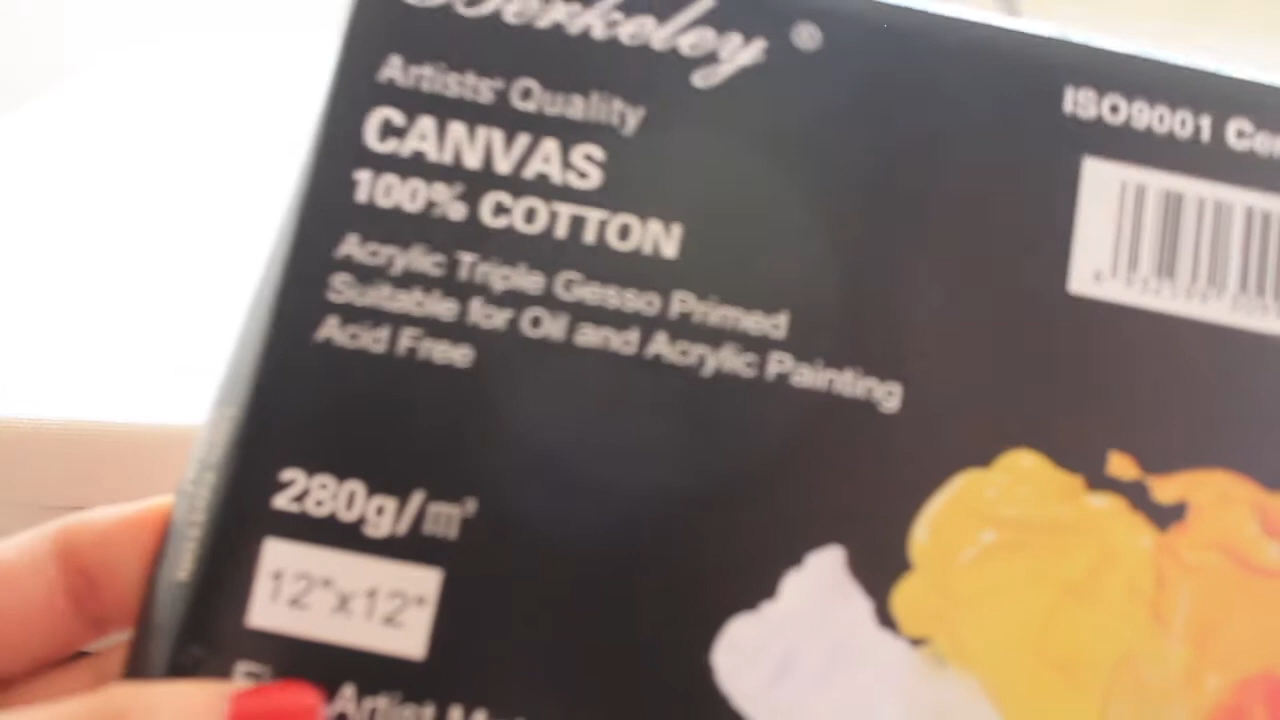 Berkeley ®
Artists' Quality
CANVAS
100% COTTON
Acrylic Triple Gesso Primed
Suitable for Oil and Acrylic Painting
Acid Free
280g/m²
12"x12"
Artist
ISO9001